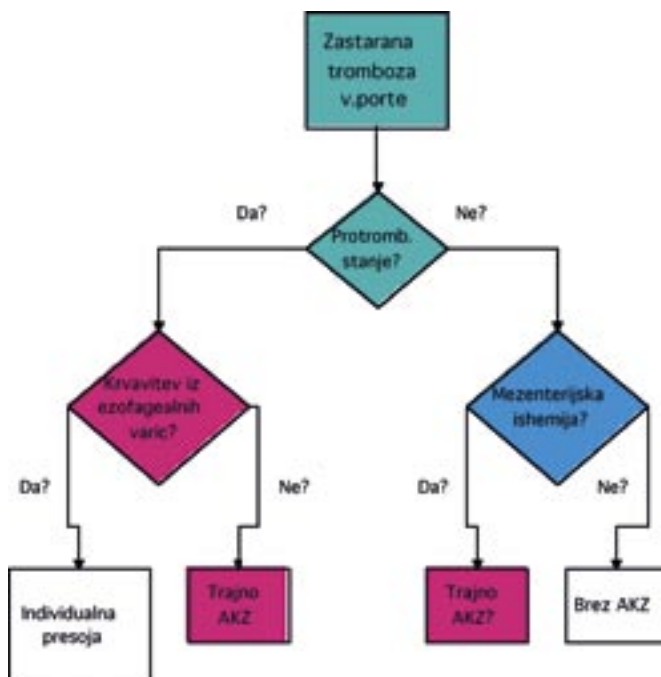 Zastarana
tromboza
v.porte
Da?
Ne?
Protromb.
stanje?
Krvavitev iz
ezofagealnih
varic?
Mezenterijska
ishemija?
Da?
Ne?
Da?
Ne?
Individualna
presoja
Trajno
AKZ
Trajno
AKZ?
Brez AKZ